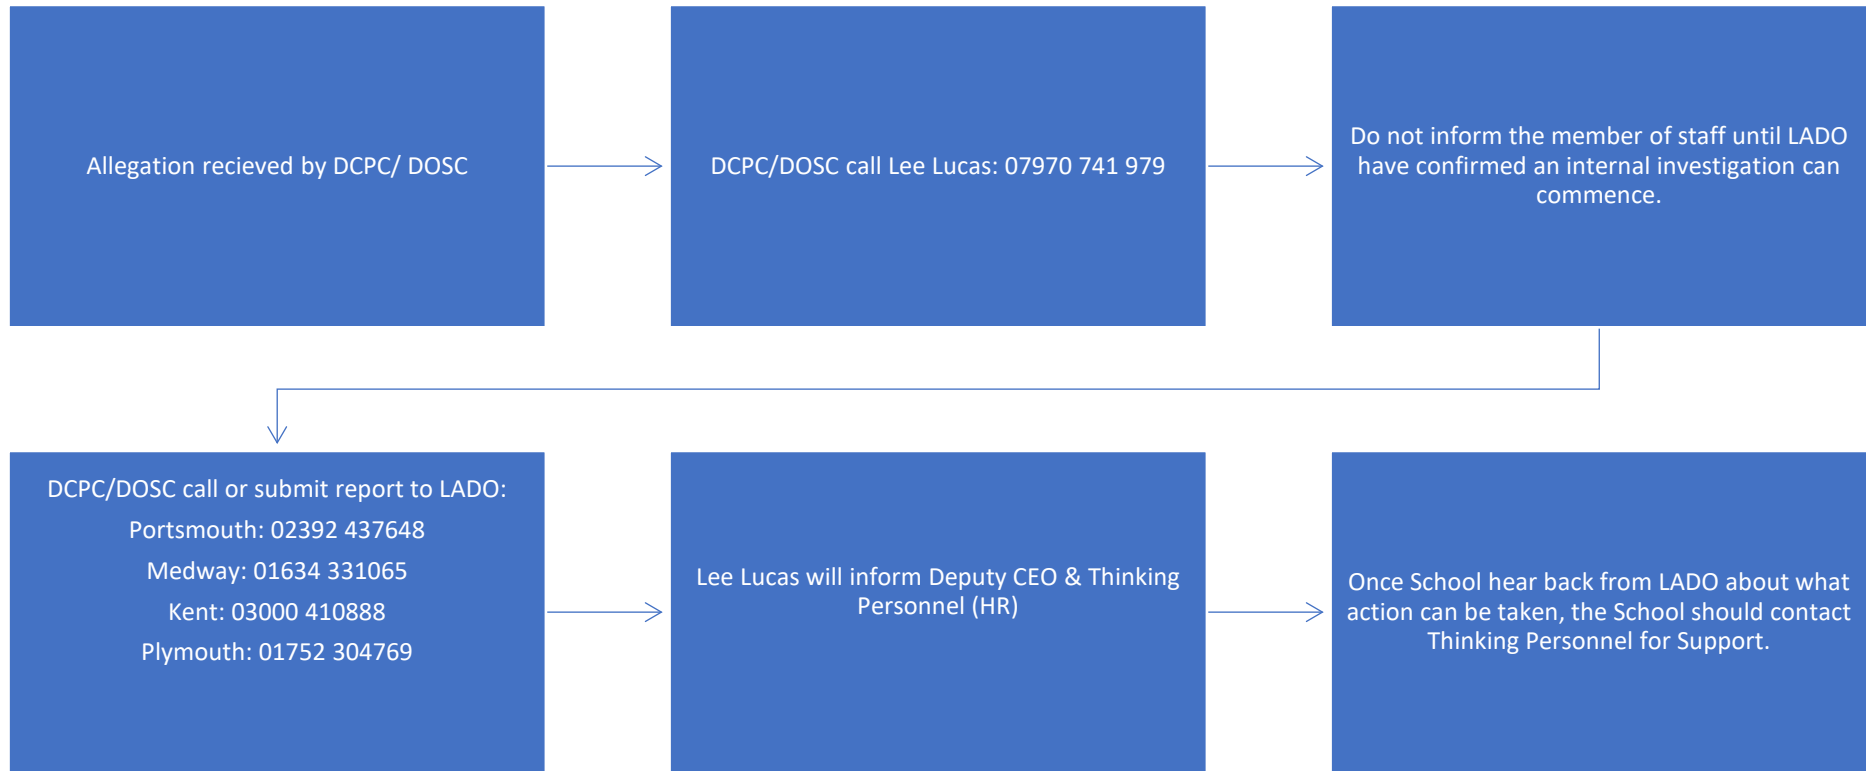 Allegation recieved by DCPC/ DOSC
DCPC/DOSC call Lee Lucas: 07970 741 979
Do not inform the member of staff until LADO
have confirmed an internal investigation can
commence.
DCPC/DOSC call or submit report to LADO:
Portsmouth: 02392 437648
Medway: 01634 331065
Kent: 03000 410888
Plymouth: 01752 304769
Lee Lucas will inform Deputy CEO & Thinking
Personnel (HR)
Once School hear back from LADO about what
action can be taken, the School should contact
Thinking Personnel for Support.